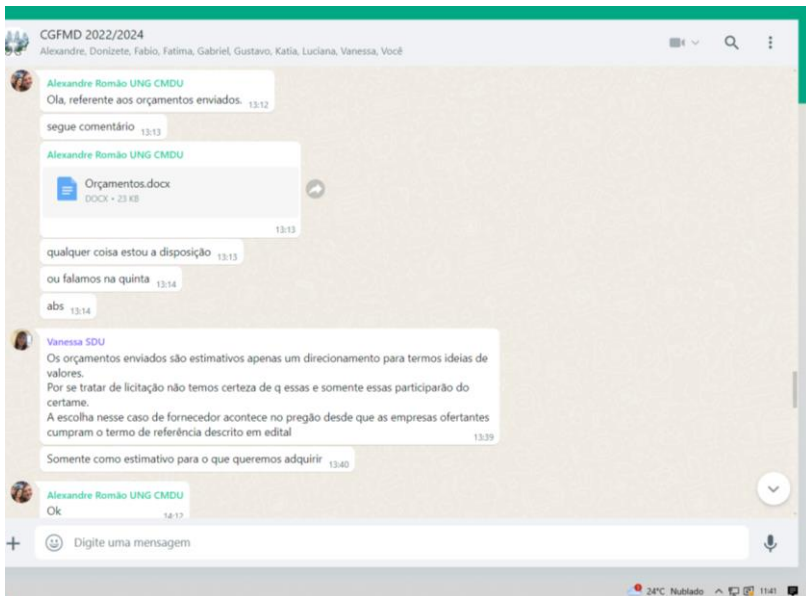 CGFMD 2022/2024
Alexandre, Donizete, Fabio, Fatima, Gabriel, Gustavo, Katia, Luciana, Vanessa, Você
Alexandre Romão UNG CMDU
Ola, referente aos orçamentos enviados. 13:12
segue comentário 13:13
Alexandre Romão UNG CMDU
Orçamentos.docx
DOCX • 23 KB
13:13
qualquer coisa estou a disposição 13:13
ou falamos na quinta 13:14
abs 13:14
Vanessa SDU
Os orçamentos enviados são estimativos apenas um direcionamento para termos ideias de
valores.
Por se tratar de licitação não temos certeza de q essas e somente essas participarão do
certame.
A escolha nesse caso de fornecedor acontece no pregão desde que as empresas ofertantes
cumpram o termo de referência descrito em edital 13:39
Somente como estimativo para o que queremos adquirir 13:40
Alexandre Romão UNG CMDU
Ok 14:12
Digite uma mensagem
24°C Nublado 11:41